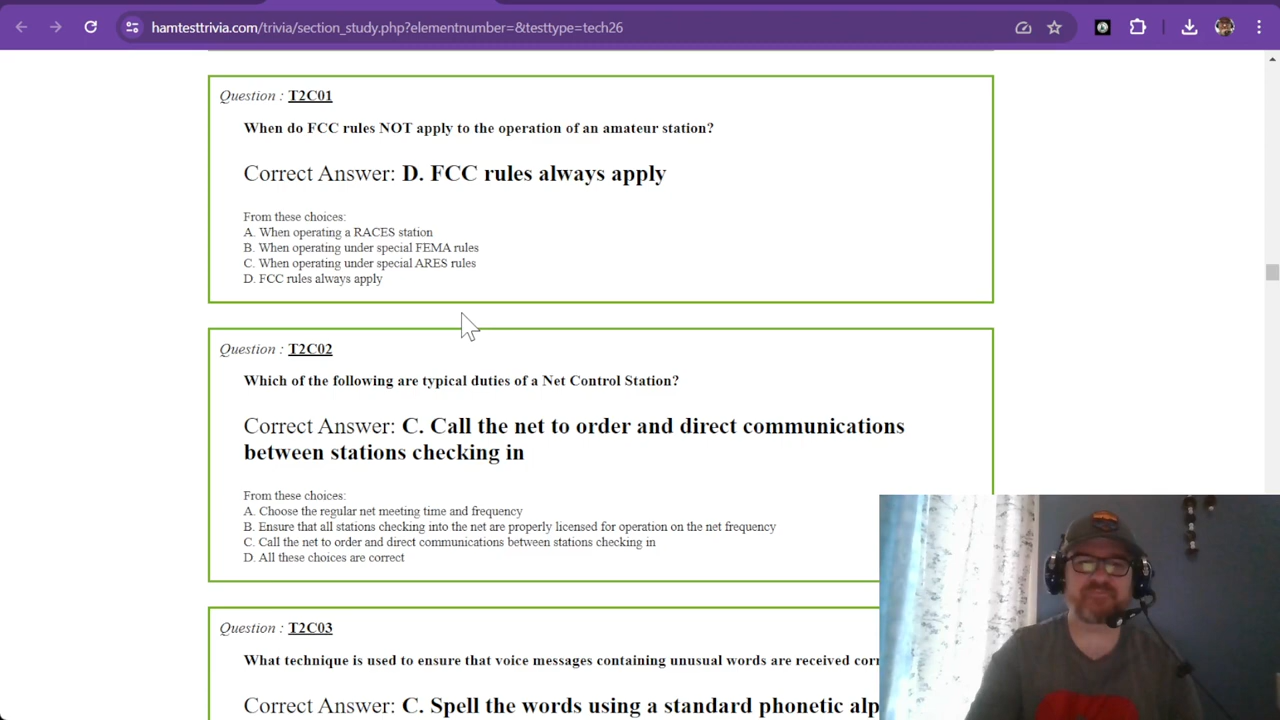 hamtesttrivia.com/trivia/section_study.php?elementnumber=&testtype=tech26
Question : T2C01
When do FCC rules NOT apply to the operation of an amateur station?
Correct Answer: D. FCC rules always apply
From these choices:
A. When operating a RACES station
B. When operating under special FEMA rules
C. When operating under special ARES rules
D. FCC rules always apply
Question : T2C02
Which of the following are typical duties of a Net Control Station?
Correct Answer: C. Call the net to order and direct communications
between stations checking in
From these choices:
A. Choose the regular net meeting time and frequency
B. Ensure that all stations checking into the net are properly licensed for operation on the net frequency
C. Call the net to order and direct communications between stations checking in
D. All these choices are correct
Question : T2C03
What technique is used to ensure that voice messages containing unusual words are received
Correct Answer: C. Spell the words using a standard phonetic